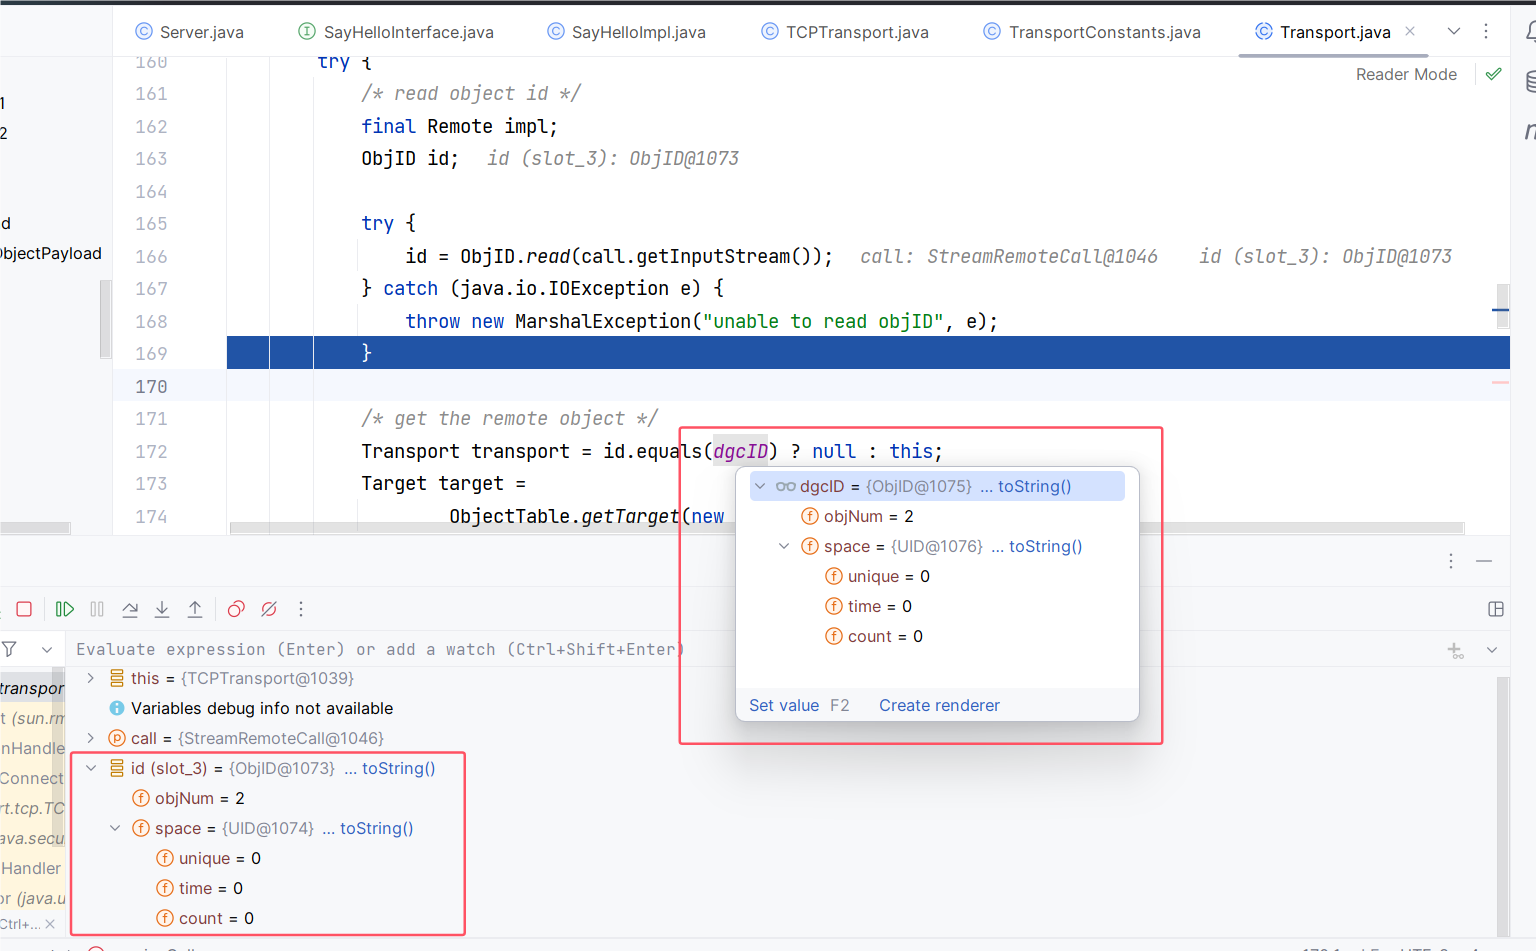 Server.java SayHelloInterface.java SayHelloImpl.java TCPTransport.java TransportConstants.java Transport.java
Reader Mode
160 try {
161 /* read object id */
162 final Remote impl;
163 ObjID id; id (slot_3): ObjID@1073
164
165 try {
166 id = ObjID.read(call.getInputStream()); call: StreamRemoteCall@1046 id (slot_3): ObjID@1073
167 } catch (java.io.IOException e) {
168 throw new MarshalException("unable to read objID", e);
169 }
170
171 /* get the remote object */
172 Transport transport = id.equals(dgcID) ? null : this;
173 Target target =
174 ObjectTable.getTarget(new
1
2
d
bjectPayload
dgcID = {ObjID@1075} ... toString()
objNum = 2
space = {UID@1076} ... toString()
unique = 0
time = 0
count = 0
Set value F2 Create renderer
Evaluate expression (Enter) or add a watch (Ctrl+Shift+Enter)
this = {TCPTransport@1039}
Variables debug info not available
call = {StreamRemoteCall@1046}
id (slot_3) = {ObjID@1073} ... toString()
objNum = 2
space = {UID@1074} ... toString()
unique = 0
time = 0
count = 0
transpor
t (sun.rm
nHandle
Connect
rt.tcp.TC
ava.secu
Handler
or (java.u
Ctrl+...